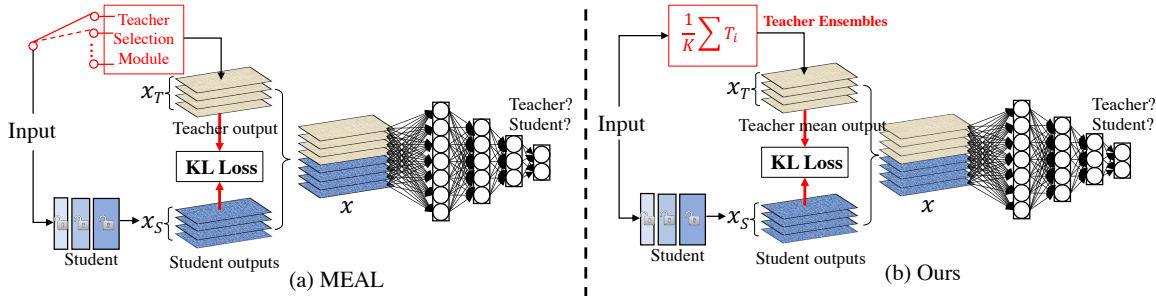 Teacher
Selection
Module
x_T
Teacher output
Input
KL Loss
x
Teacher?
Student?
x_S
Student
Student outputs
(a) MEAL
1/K ∑ T_i
Teacher Ensembles
x_T
Teacher mean output
Input
KL Loss
x
Teacher?
Student?
x_S
Student
Student outputs
(b) Ours